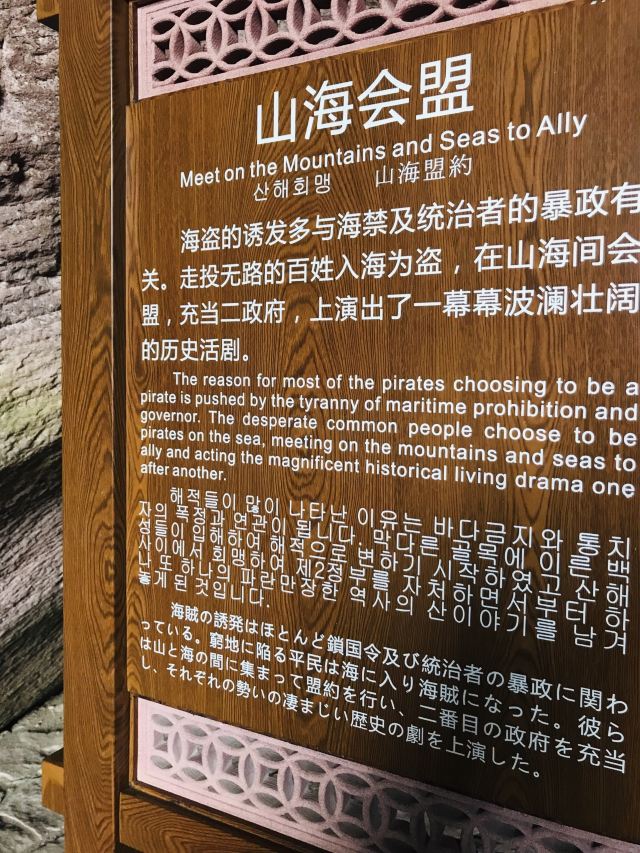 山海会盟
Meet on the Mountains and Seas to Ally
산해회맹 山海盟約
海盗的诱发多与海禁及统治者的暴政有
关。走投无路的百姓入海为盗，在山海间会
盟，充当二政府，上演出了一幕幕波澜壮阔
的历史活剧。
The reason for most of the pirates choosing to be a
pirate is pushed by the tyranny of maritime prohibition and
governor. The desperate common people choose to be
pirates on the sea, meeting on the mountains and seas to
ally and acting the magnificent historical living drama one
after another.
해적들이 많이 나타난 이유는 바다금지와 통치
자의 폭정과 연관이 됩니다. 막다른 골목에 이른 백
성들이 입해하여 해적으로 변하기 시작하였고 산해
사이에서 회맹하여 제2정부를 자처하면서부터 하
나 또 하나의 파란만장한 역사의 산이야기를 남겨
놓게 된 것입니다.
海賊の誘発はほとんど鎖国令及び統治者の暴政に関わ
っている。窮地に陥る平民は海に入り海賊になった。彼ら
は山と海の間に集まって盟約を行い、二番目の政府を充当
し、それぞれの勢いの凄まじい歴史の劇を上演した。